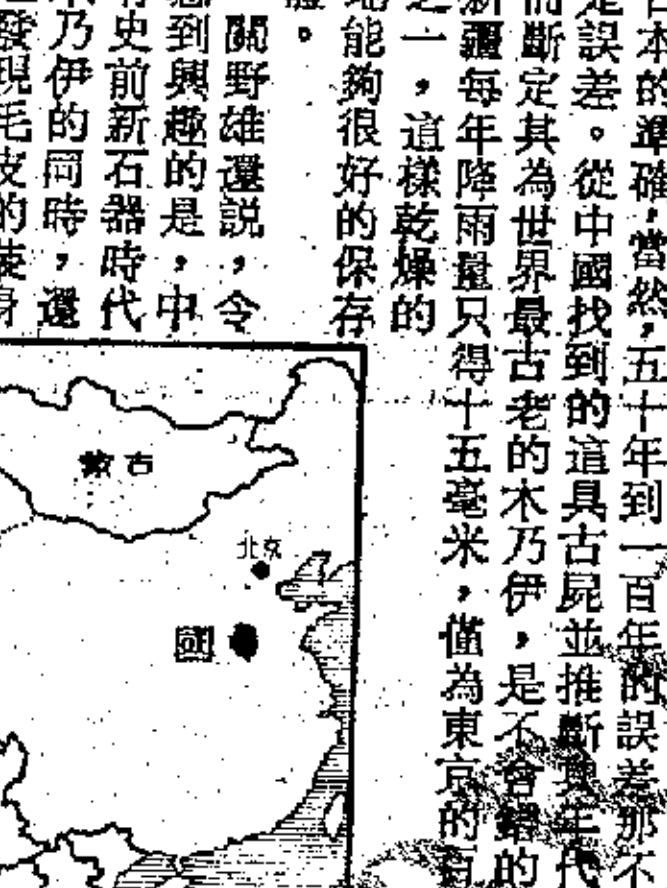 日本的準確，當然，五十年到一百年的誤差那不
是誤差。從中國找到的這具古屍並推斷其年代
而斷定其為世界最古老的木乃伊，是不會錯的
新疆每年降雨量只得十五毫米，僅為東京的百
之一，這樣乾燥的
地能夠很好的保存
。
關野雄還説，令
感到興趣的是，中
有史前新石器時代
木乃伊的同時，還
發現毛皮的
蒙古
北京
國